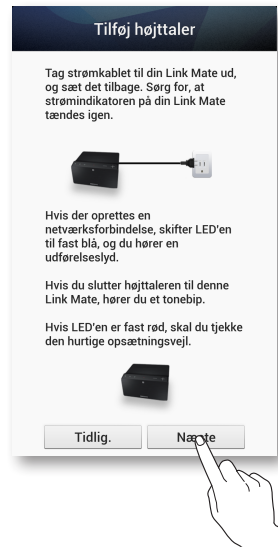 Tilføj højttaler
Tag strømkablet til din Link Mate ud,
og sæt det tilbage. Sørg for, at
strømindikatoren på din Link Mate
tændes igen.
Hvis der oprettes en
netværksforbindelse, skifter LED'en
til fast blå, og du hører en
udførelseslyd.
Hvis du slutter højttaleren til denne
Link Mate, hører du et tonebip.
Hvis LED'en er fast rød, skal du tjekke
den hurtige opsætningsvejl.
Tidlig.
Næste